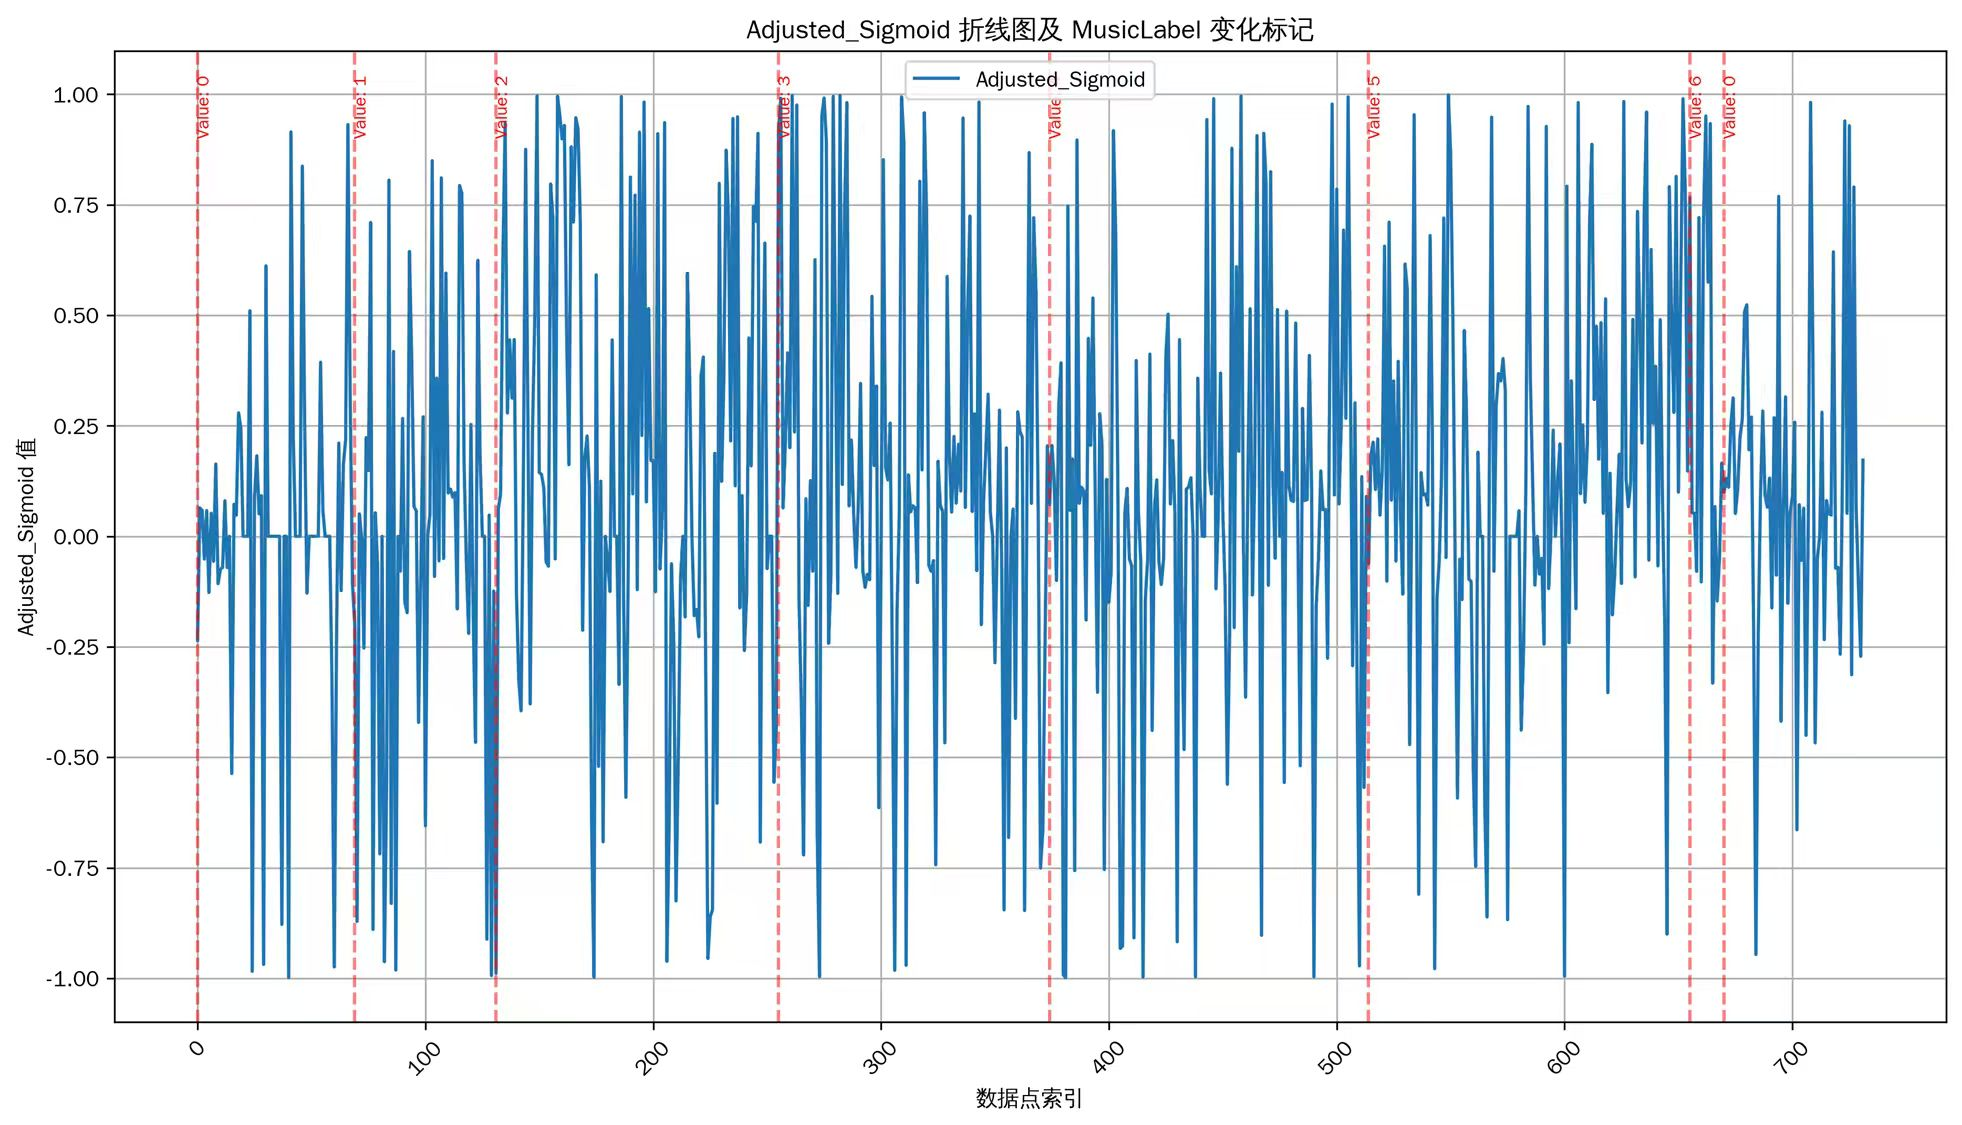 Adjusted_Sigmoid 折线图及 MusicLabel 变化标记
Adjusted_Sigmoid
Value: 0
Value: 1
Value: 2
Value: 3
Value:
Value: 5
Value: 6
Value: 0
Adjusted_Sigmoid 值
1.00
0.75
0.50
0.25
0.00
-0.25
-0.50
-0.75
-1.00
0
100
200
300
400
500
600
700
数据点索引